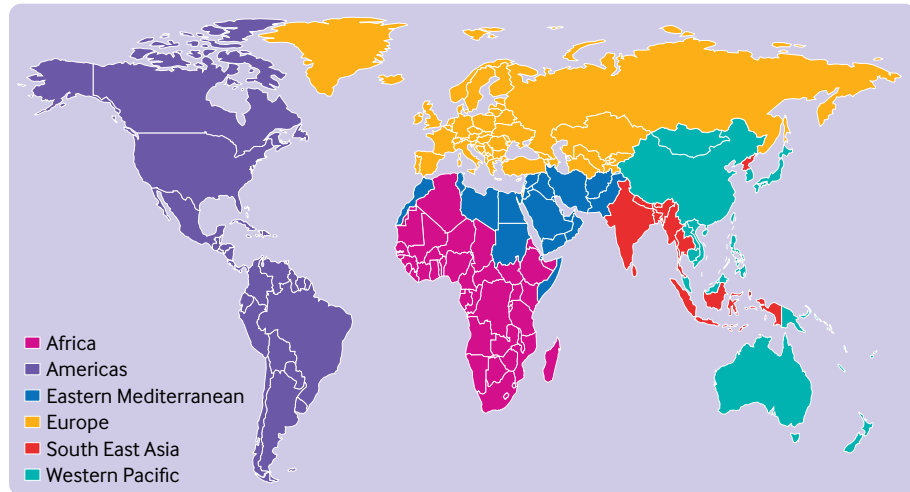 Africa
Americas
Eastern Mediterranean
Europe
South East Asia
Western Pacific